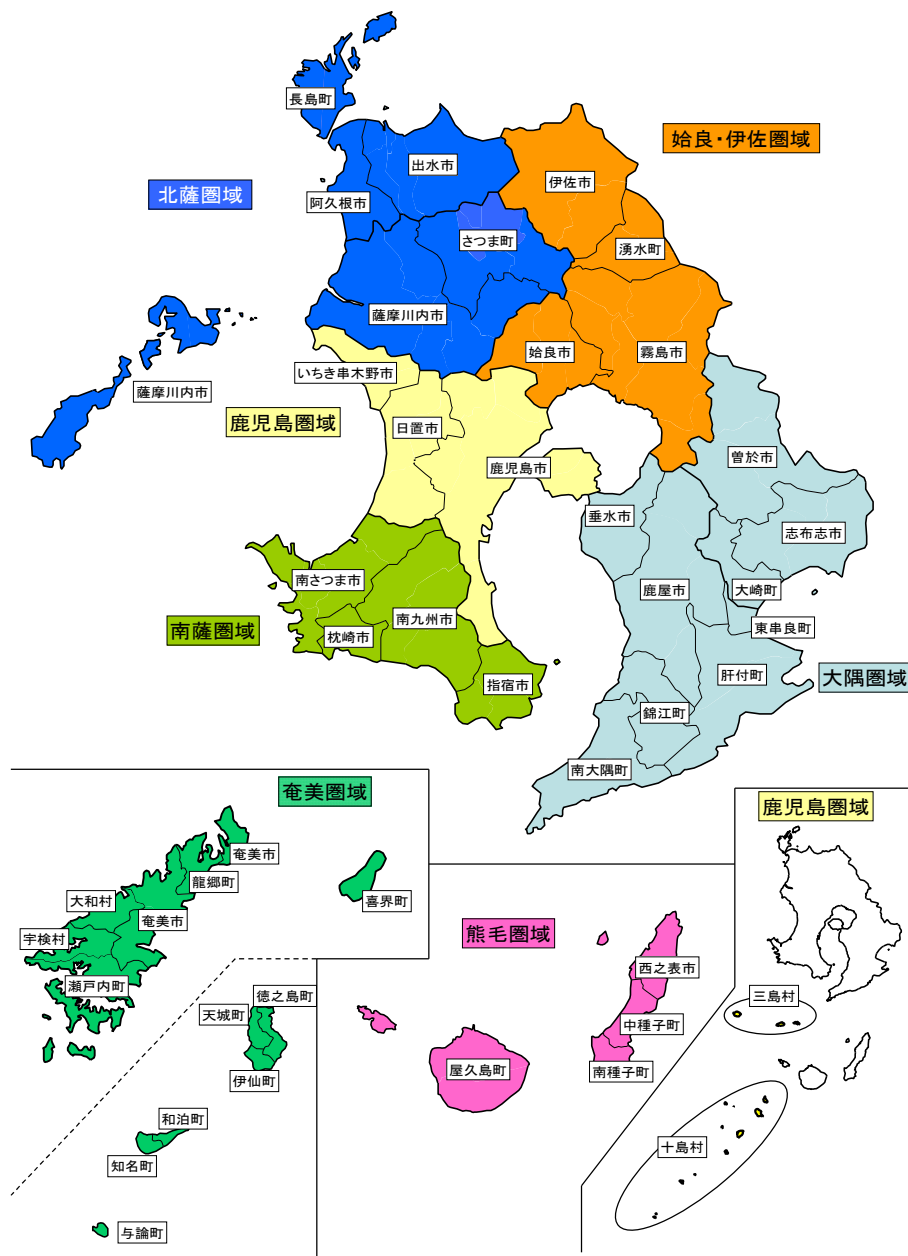 長島町
出水市
姶良・伊佐圏域
伊佐市
北薩圏域
阿久根市
さつま町
湧水町
薩摩川内市
姶良市
霧島市
いちき串木野市
薩摩川内市
鹿児島圏域
日置市
鹿児島市
曽於市
垂水市
志布志市
南さつま市
鹿屋市
大崎町
南薩圏域
枕崎市
南九州市
東串良町
指宿市
肝付町
大隅圏域
錦江町
南大隅町
奄美圏域
鹿児島圏域
奄美市
龍郷町
喜界町
大和村
奄美市
宇検村
熊毛圏域
瀬戸内町
西之表市
徳之島町
三島村
天城町
中種子町
屋久島町
南種子町
伊仙町
和泊町
十島村
知名町
与論町